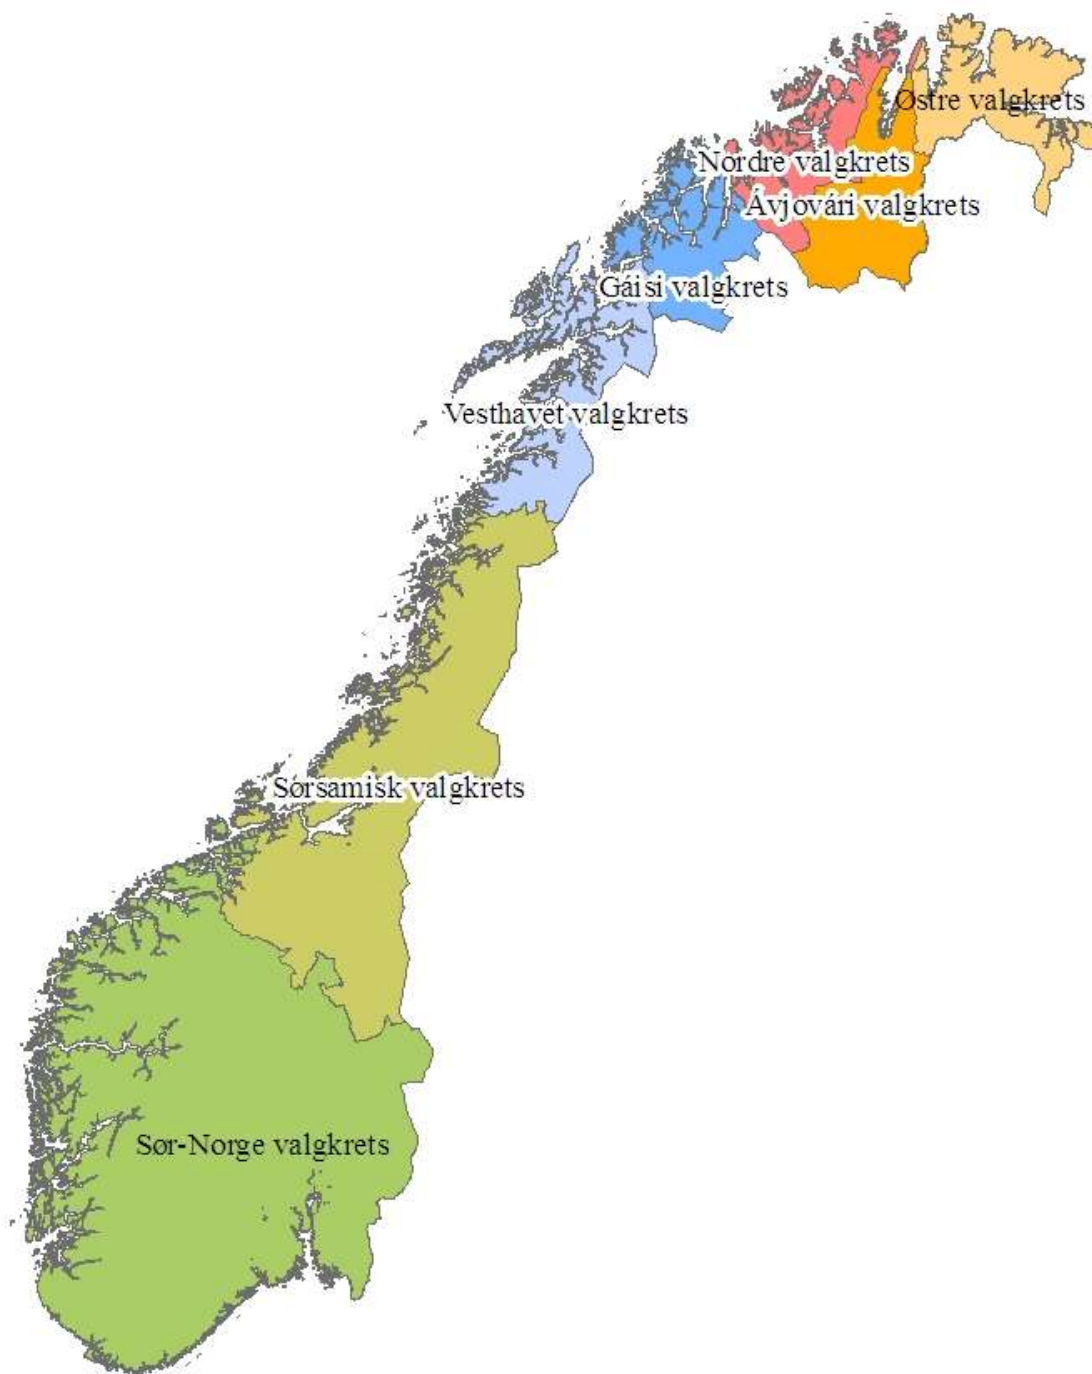 Østre valgkrets
Nordre valgkrets
Ávjovári valgkrets
Gáisi valgkrets
Vesthavet valgkrets
Sørsamisk valgkrets
Sør-Norge valgkrets